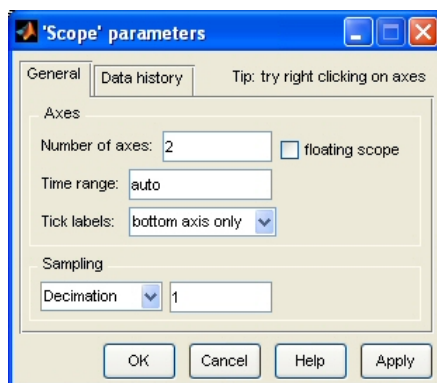 'Scope' parameters
General Data history Tip: try right clicking on axes
Axes
Number of axes: 2 floating scope
Time range: auto
Tick labels: bottom axis only
Sampling
Decimation 1
OK Cancel Help Apply